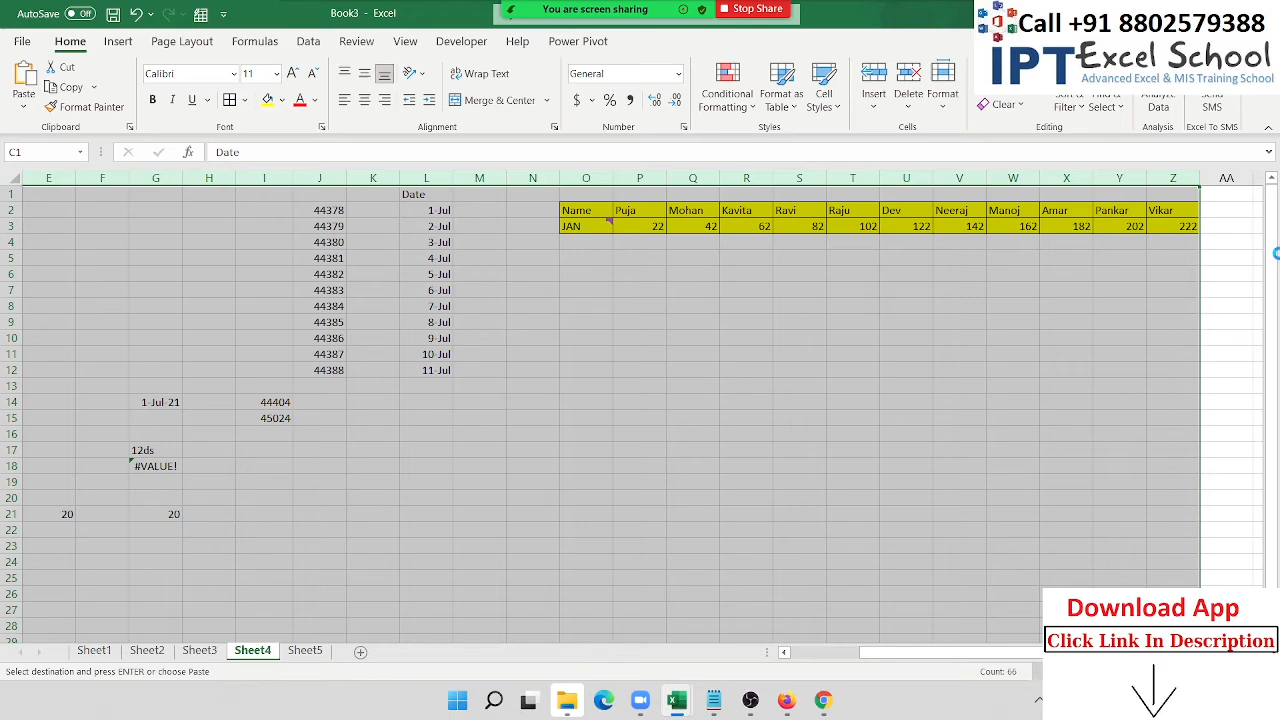 AutoSave Off Book3 - Excel You are screen sharing Stop Share
Call +91 8802579388
IPT Excel School
Advanced Excel & MIS Training School
File Home Insert Page Layout Formulas Data Review View Developer Help Power Pivot
Paste Cut Copy Format Painter
Calibri 11
B I U
Wrap Text
Merge & Center
General
Conditional Formatting Format as Table Cell Styles
Insert Delete Format
Clear Filter Select
Data SMS
Clipboard Font Alignment Number Styles Cells Editing Analysis Excel To SMS
C1 fx Date
E F G H I J K L M N O P Q R S T U V W X Y Z AA
1 Date
2 44378 1-Jul Name Puja Mohan Kavita Ravi Raju Dev Neeraj Manoj Amar Pankar Vikar
3 44379 2-Jul JAN 22 42 62 82 102 122 142 162 182 202 222
4 44380 3-Jul
5 44381 4-Jul
6 44382 5-Jul
7 44383 6-Jul
8 44384 7-Jul
9 44385 8-Jul
10 44386 9-Jul
11 44387 10-Jul
12 44388 11-Jul
13
14 1-Jul-21 44404
15 45024
16
17 12ds
18 #VALUE!
19
20
21 20 20
22
23
24
25
26
27
28
Download App
Click Link In Description
Sheet1 Sheet2 Sheet3 Sheet4 Sheet5
Select destination and press ENTER or choose Paste Count: 66